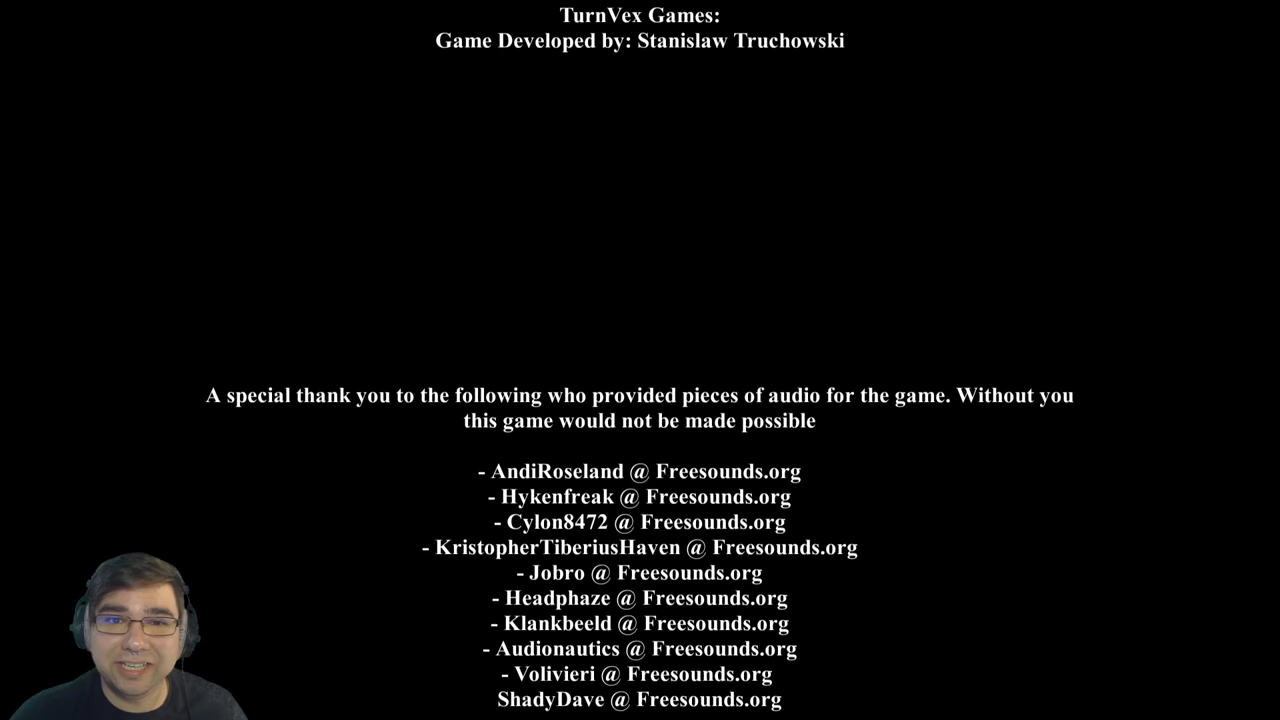 TurnVex Games:
Game Developed by: Stanislaw Truchowski
A special thank you to the following who provided pieces of audio for the game. Without you
this game would not be made possible
- AndiRoseland @ Freesounds.org
- Hykenfreak @ Freesounds.org
- Cylon8472 @ Freesounds.org
- KristopherTiberiusHaven @ Freesounds.org
- Jobro @ Freesounds.org
- Headphaze @ Freesounds.org
- Klankbeeld @ Freesounds.org
- Audionautics @ Freesounds.org
- Volivieri @ Freesounds.org
ShadyDave @ Freesounds.org